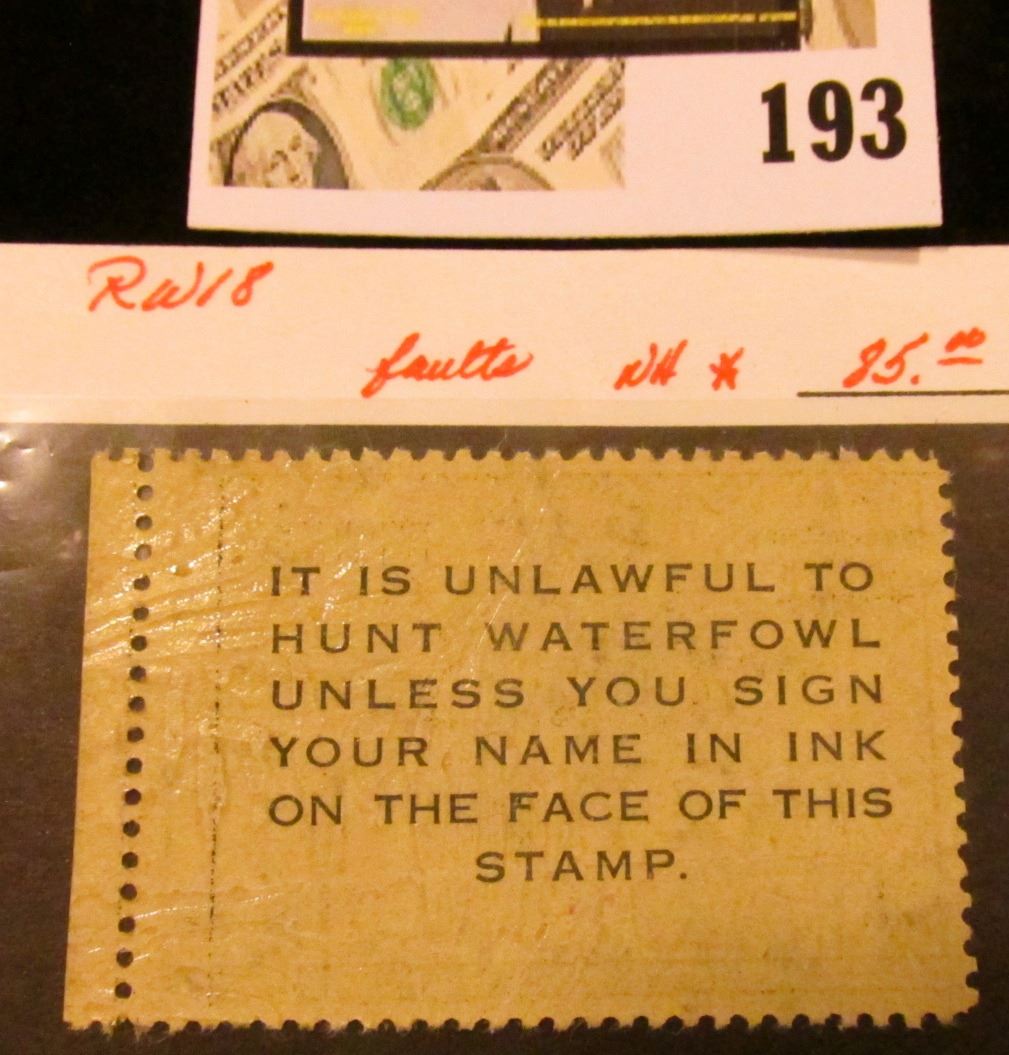 193
RW18
faults NH * 85.00
IT IS UNLAWFUL TO
HUNT WATERFOWL
UNLESS YOU SIGN
YOUR NAME IN INK
ON THE FACE OF THIS
STAMP.